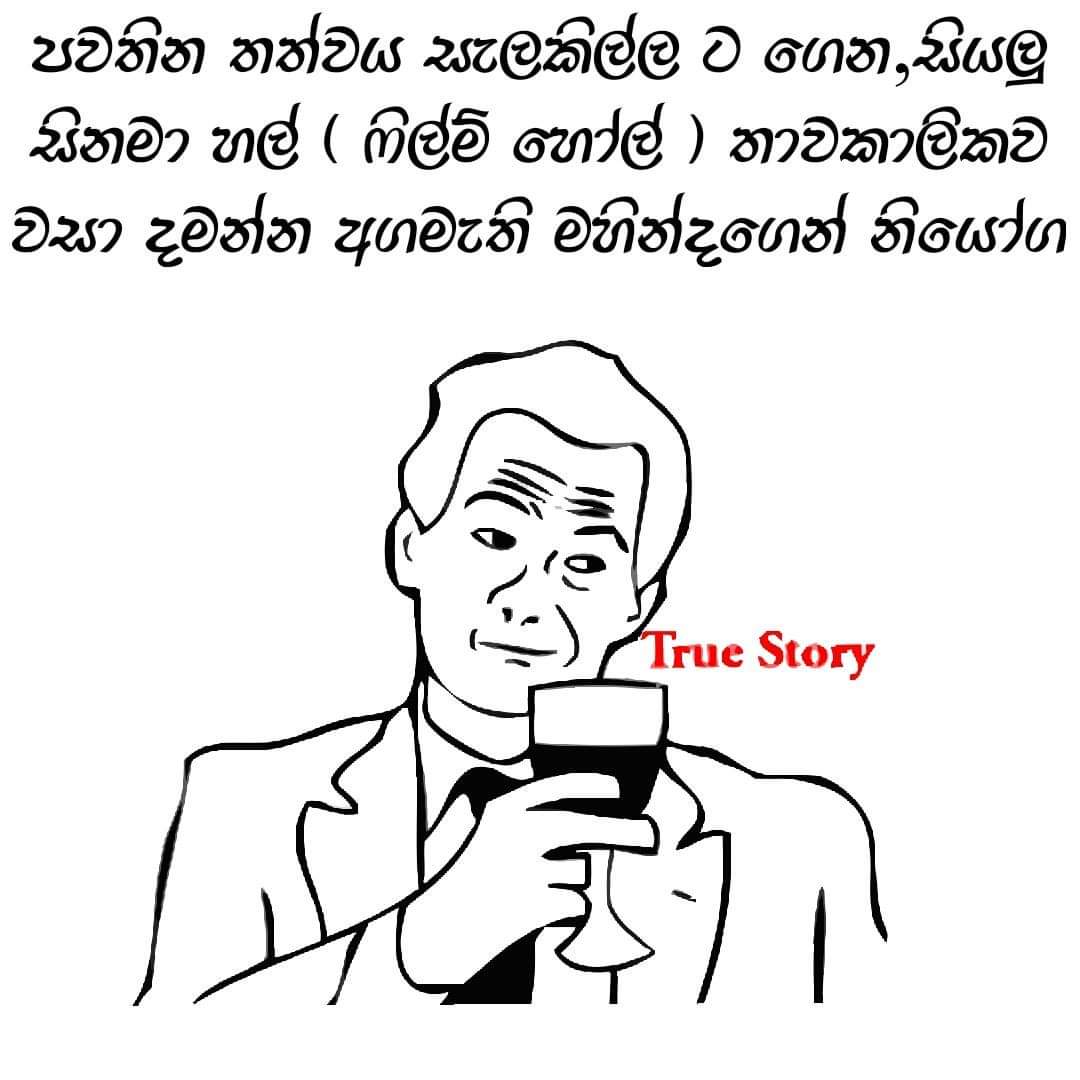 පවතින තත්වය සැලකිල්ල ට ගෙන,සියලු
සිනමා හල් ( ෆිල්ම් හෝල් ) තාවකාලිකව
වසා දමන්න අගමැති මහින්දගෙන් නියෝග
True Story